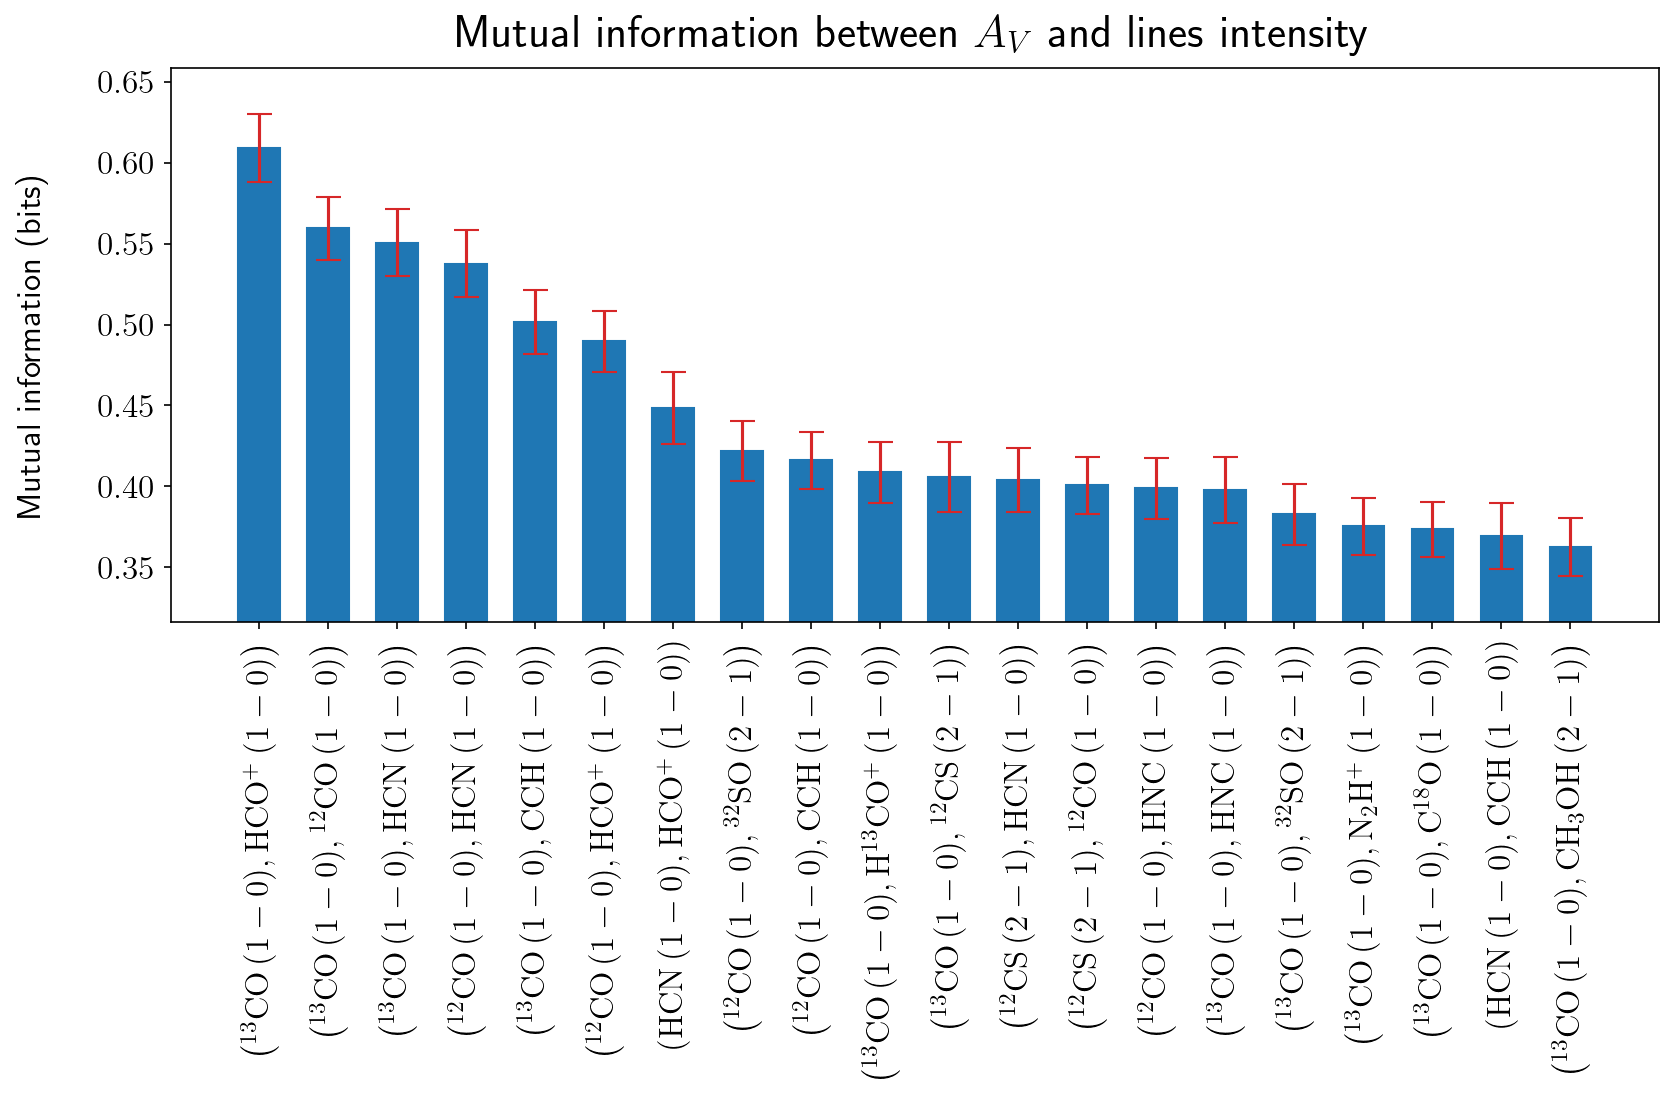 Mutual information between A_V and lines intensity
Mutual information (bits)
0.65
0.60
0.55
0.50
0.45
0.40
0.35
(¹³CO (1 − 0), HCO⁺ (1 − 0))
(¹³CO (1 − 0), ¹²CO (1 − 0))
(¹³CO (1 − 0), HCN (1 − 0))
(¹²CO (1 − 0), HCN (1 − 0))
(¹³CO (1 − 0), CCH (1 − 0))
(¹²CO (1 − 0), HCO⁺ (1 − 0))
(HCN (1 − 0), HCO⁺ (1 − 0))
(¹²CO (1 − 0), ³²SO (2 − 1))
(¹²CO (1 − 0), CCH (1 − 0))
(¹³CO (1 − 0), H¹³CO⁺ (1 − 0))
(¹³CO (1 − 0), ¹²CS (2 − 1))
(¹²CS (2 − 1), HCN (1 − 0))
(¹²CS (2 − 1), ¹²CO (1 − 0))
(¹²CO (1 − 0), HNC (1 − 0))
(¹³CO (1 − 0), HNC (1 − 0))
(¹³CO (1 − 0), ³²SO (2 − 1))
(¹³CO (1 − 0), N₂H⁺ (1 − 0))
(¹³CO (1 − 0), C¹⁸O (1 − 0))
(HCN (1 − 0), CCH (1 − 0))
(¹³CO (1 − 0), CH₃OH (2 − 1))